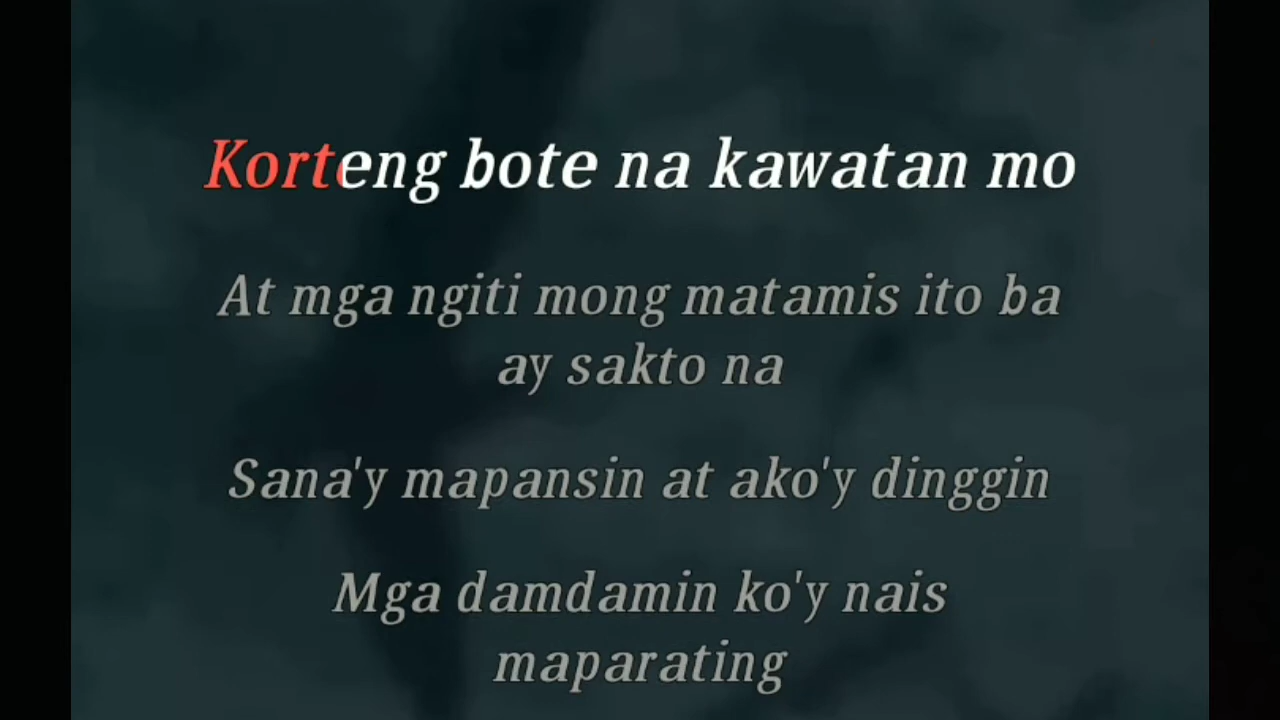 Korteng bote na kawatan mo
At mga ngiti mong matamis ito ba
ay sakto na
Sana'y mapansin at ako'y dinggin
Mga damdamin ko'y nais
maparating